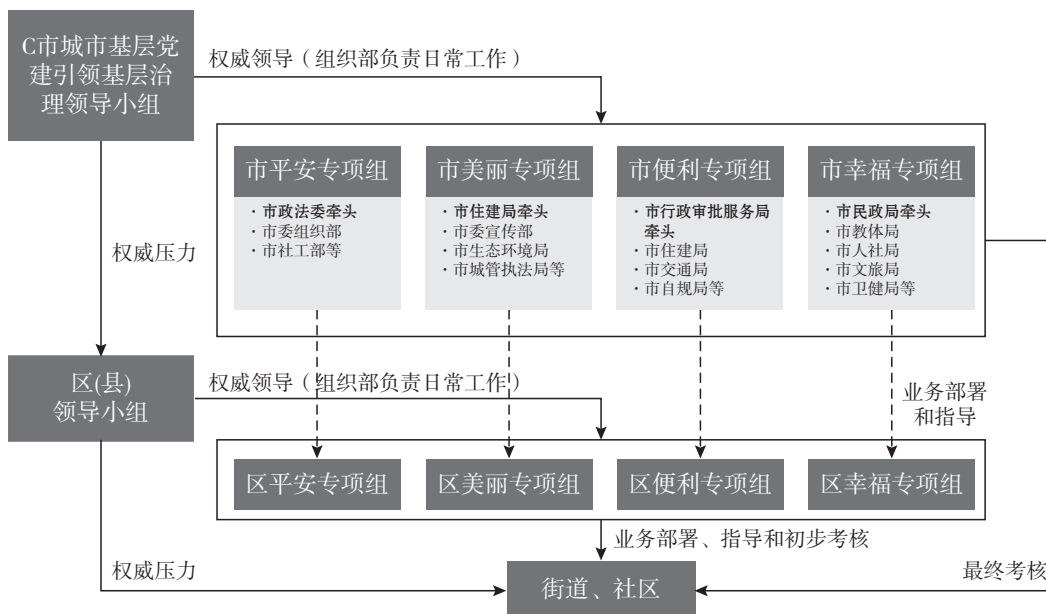 C市城市基层党
建引领基层治
理领导小组
权威领导（组织部负责日常工作）
市平安专项组
·市政法委牵头
·市委组织部
·市社工部等
市美丽专项组
·市住建局牵头
·市委宣传部
·市生态环境局
·市城管执法局等
市便利专项组
·市行政审批服务局
牵头
·市住建局
·市交通局
·市自规局等
市幸福专项组
·市民政局牵头
·市教体局
·市人社局
·市文旅局
·市卫健局等
权威压力
区(县)
领导小组
权威领导（组织部负责日常工作）
业务部署
和指导
区平安专项组
区美丽专项组
区便利专项组
区幸福专项组
业务部署、指导和初步考核
权威压力
街道、社区
最终考核